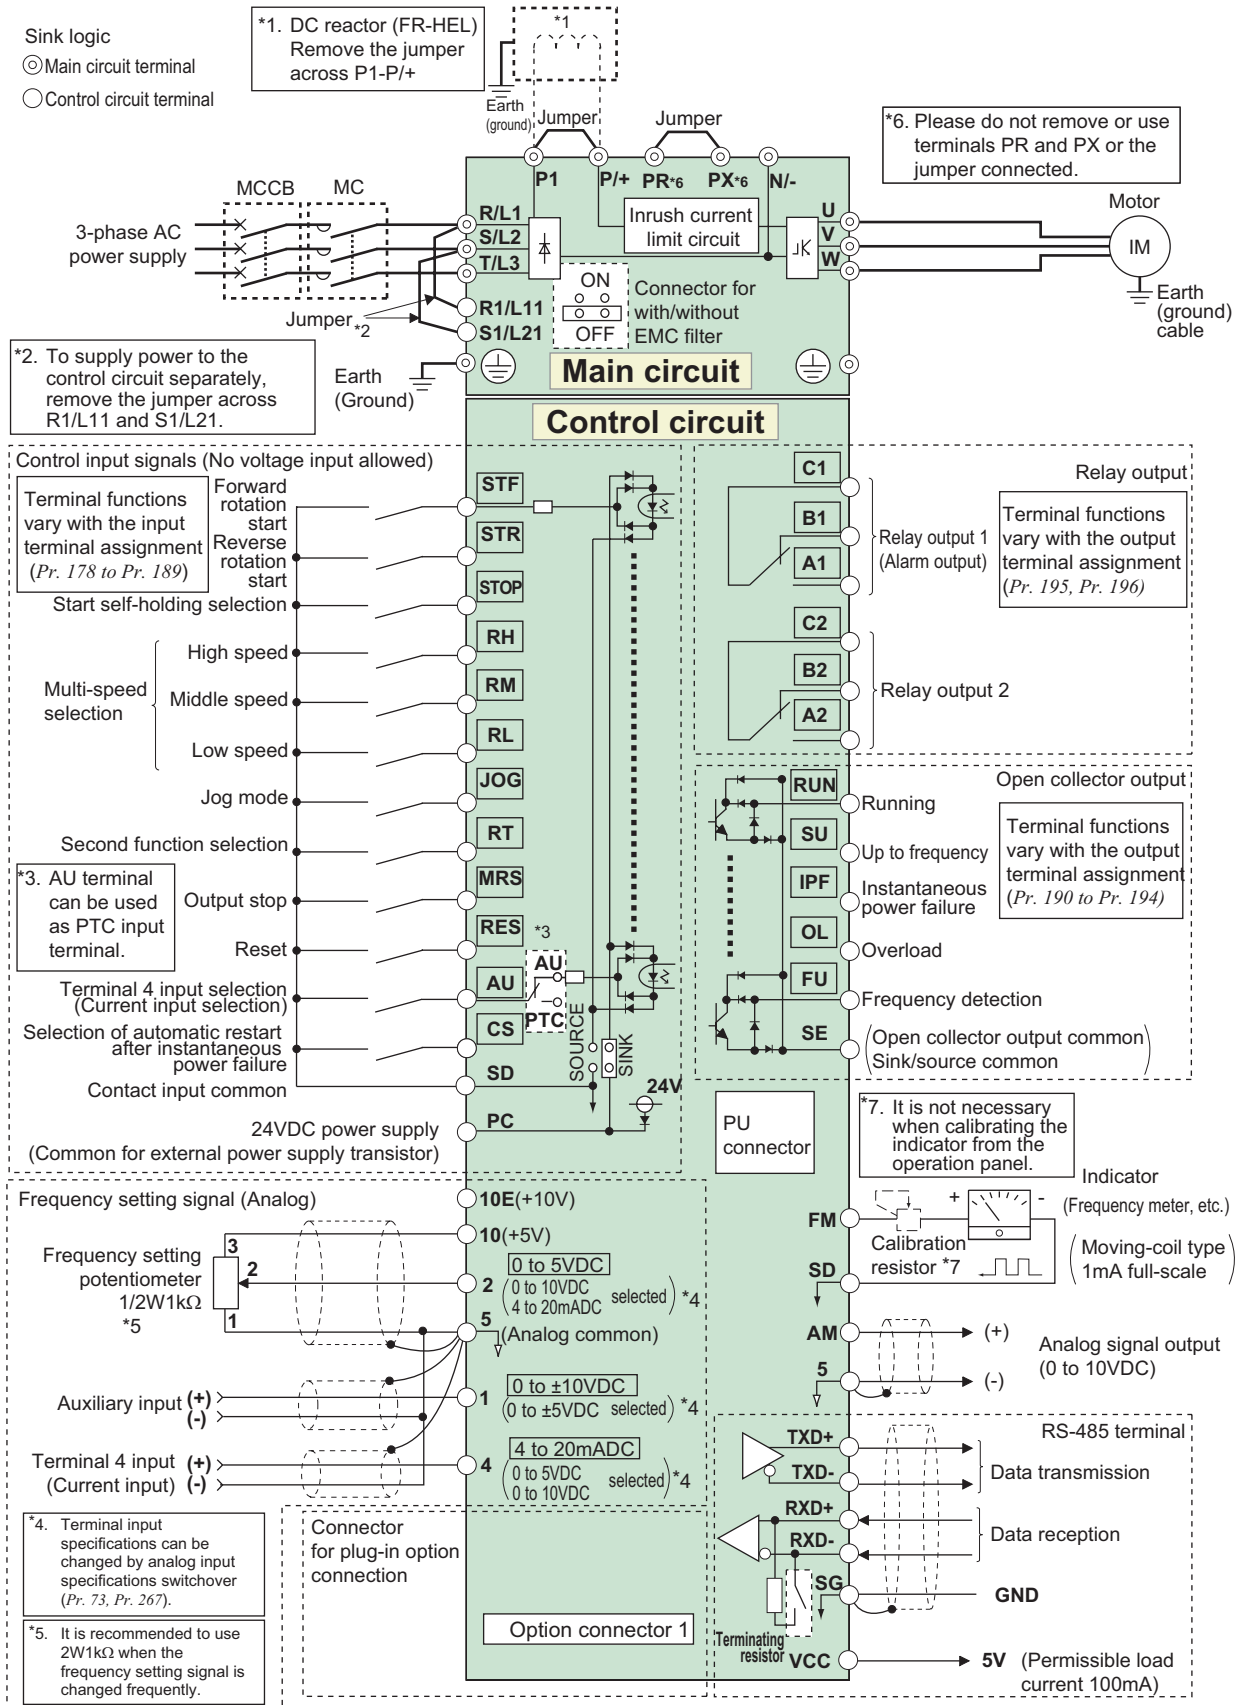 Sink logic
Main circuit terminal
Control circuit terminal
*1. DC reactor (FR-HEL)
Remove the jumper
across P1-P/+
*1
Earth
(ground)
Jumper
Jumper
*6. Please do not remove or use
terminals PR and PX or the
jumper connected.
MCCB
MC
3-phase AC
power supply
P1
P/+
PR*6
PX*6
N/-
R/L1
S/L2
T/L3
R1/L11
S1/L21
Jumper *2
Inrush current
limit circuit
U
V
W
Motor
IM
Earth
(ground)
cable
ON
OFF
Connector for
with/without
EMC filter
*2. To supply power to the
control circuit separately,
remove the jumper across
R1/L11 and S1/L21.
Earth
(Ground)
Main circuit
Control circuit
Control input signals (No voltage input allowed)
Terminal functions
vary with the input
terminal assignment
(Pr. 178 to Pr. 189)
Forward
rotation
start
STF
Reverse
rotation
start
STR
Start self-holding selection
STOP
Multi-speed
selection
High speed
RH
Middle speed
RM
Low speed
RL
Jog mode
JOG
Second function selection
RT
*3. AU terminal
can be used
as PTC input
terminal.
Output stop
MRS
Reset
RES
*3
Terminal 4 input selection
(Current input selection)
AU
AU
PTC
Selection of automatic restart
after instantaneous
power failure
CS
SOURCE
SINK
Contact input common
SD
24V
24VDC power supply
(Common for external power supply transistor)
PC
Relay output
C1
B1
A1
Relay output 1
(Alarm output)
Terminal functions
vary with the output
terminal assignment
(Pr. 195, Pr. 196)
C2
B2
A2
Relay output 2
Open collector output
RUN
Running
SU
Up to frequency
IPF
Instantaneous
power failure
OL
Overload
FU
Frequency detection
SE
Open collector output common
Sink/source common
Terminal functions
vary with the output
terminal assignment
(Pr. 190 to Pr. 194)
PU
connector
*7. It is not necessary
when calibrating the
indicator from the
operation panel.
Frequency setting signal (Analog)
10E(+10V)
10(+5V)
Frequency setting
potentiometer
1/2W1kΩ
*5
3
2
1
2
0 to 5VDC
0 to 10VDC
4 to 20mADC
selected
*4
5
(Analog common)
Auxiliary input (+)
(-)
1
0 to ±10VDC
(0 to ±5VDC selected) *4
Terminal 4 input (+)
(Current input) (-)
4
4 to 20mADC
0 to 5VDC
0 to 10VDC
selected
*4
*4. Terminal input
specifications can be
changed by analog input
specifications switchover
(Pr. 73, Pr. 267).
*5. It is recommended to use
2W1kΩ when the
frequency setting signal is
changed frequently.
Connector
for plug-in option
connection
Option connector 1
FM
+
-
Indicator
(Frequency meter, etc.)
Calibration
resistor *7
Moving-coil type
1mA full-scale
SD
AM
(+)
5
(-)
Analog signal output
(0 to 10VDC)
RS-485 terminal
TXD+
TXD-
Data transmission
RXD+
RXD-
Data reception
SG
GND
Terminating
resistor
VCC
5V
(Permissible load
current 100mA)